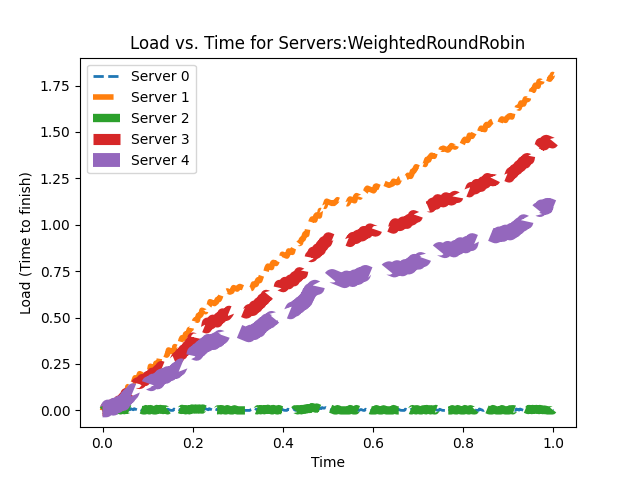 Load vs. Time for Servers:WeightedRoundRobin
Server 0
Server 1
Server 2
Server 3
Server 4
1.75
1.50
1.25
1.00
0.75
0.50
0.25
0.00
Load (Time to finish)
0.0 0.2 0.4 0.6 0.8 1.0
Time